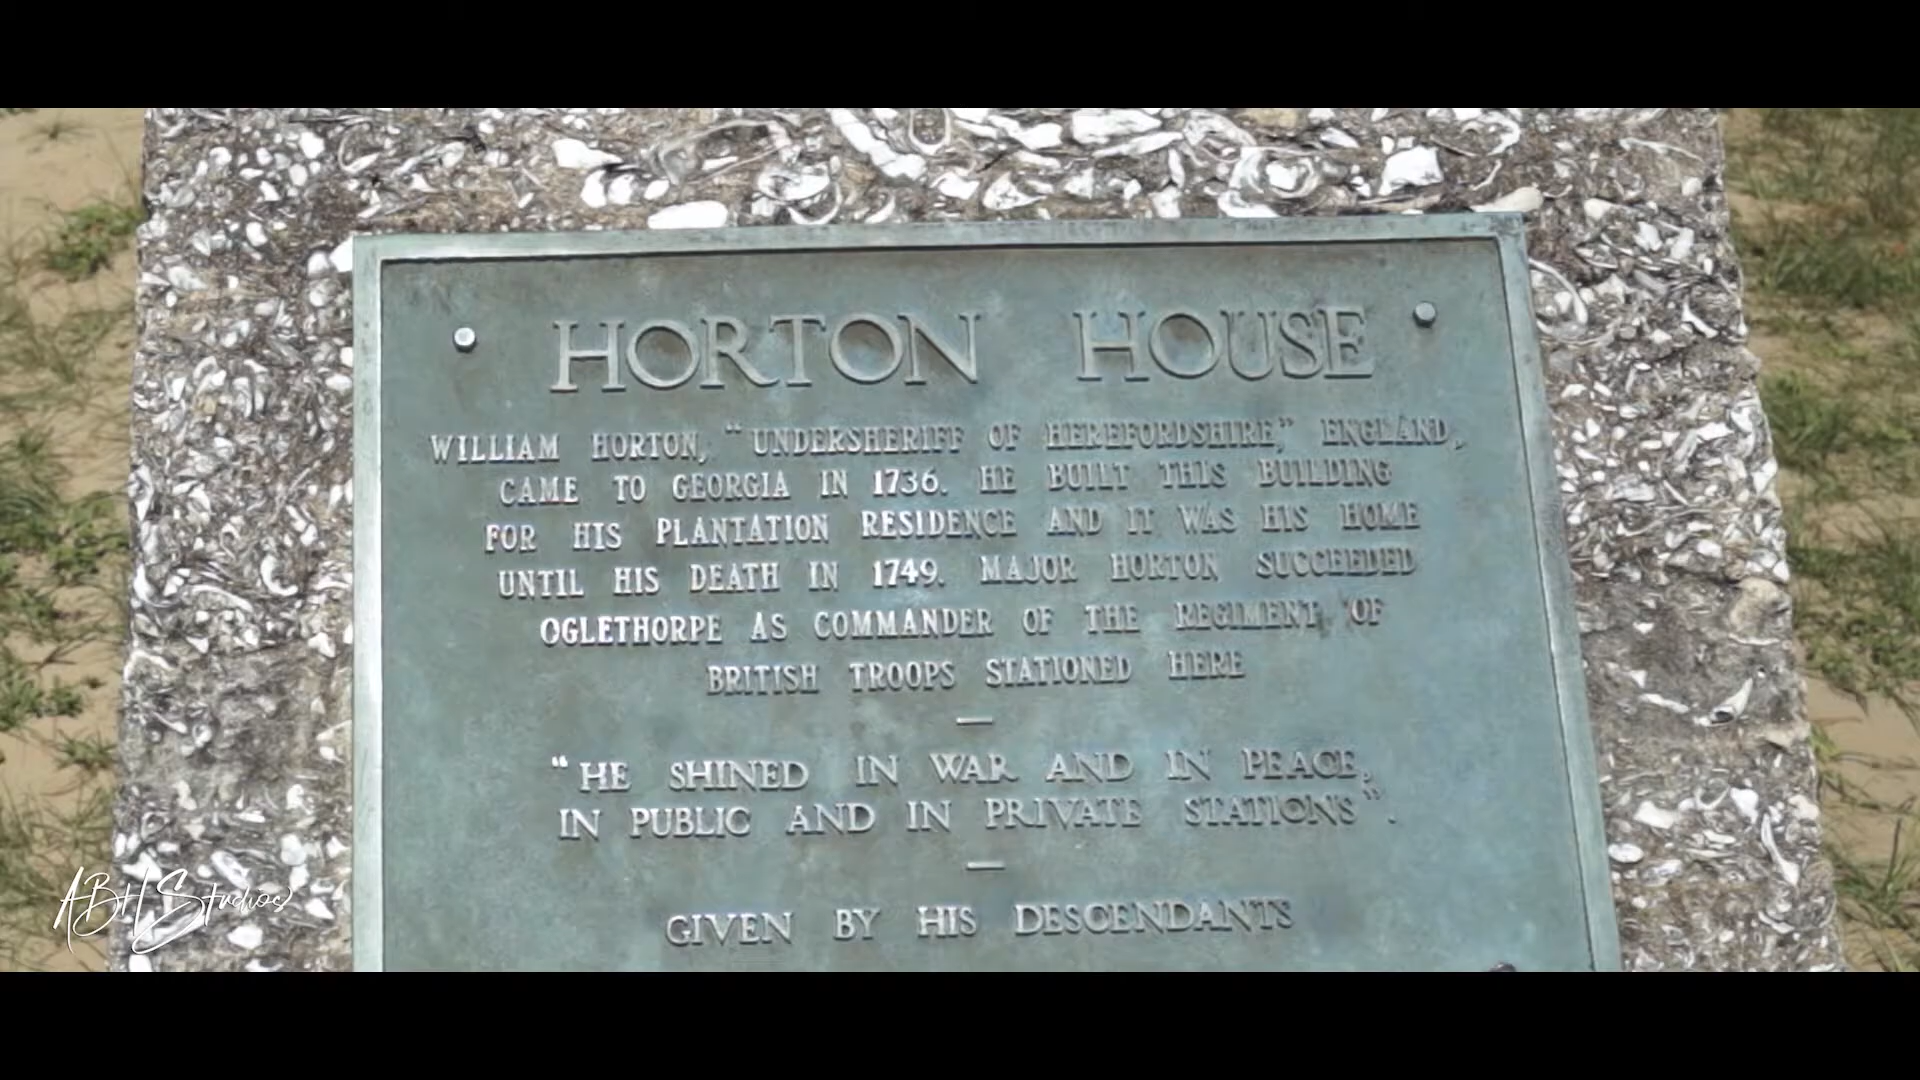 HORTON HOUSE
WILLIAM HORTON, "UNDERSHERIFF OF HEREFORDSHIRE," ENGLAND,
CAME TO GEORGIA IN 1736. HE BUILT THIS BUILDING
FOR HIS PLANTATION RESIDENCE AND IT WAS HIS HOME
UNTIL HIS DEATH IN 1749. MAJOR HORTON SUCCEEDED
OGLETHORPE AS COMMANDER OF THE REGIMENT OF
BRITISH TROOPS STATIONED HERE
—
"HE SHINED IN WAR AND IN PEACE,
IN PUBLIC AND IN PRIVATE STATIONS".
—
GIVEN BY HIS DESCENDANTS
ABH Studios